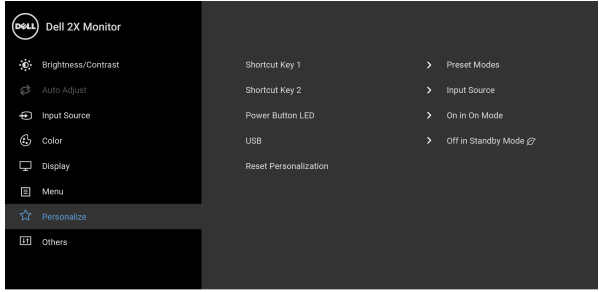 DELL
Dell 2X Monitor
Brightness/Contrast
Auto Adjust
Input Source
Color
Display
Menu
Personalize
Others
Shortcut Key 1 > Preset Modes
Shortcut Key 2 > Input Source
Power Button LED > On in On Mode
USB > Off in Standby Mode
Reset Personalization